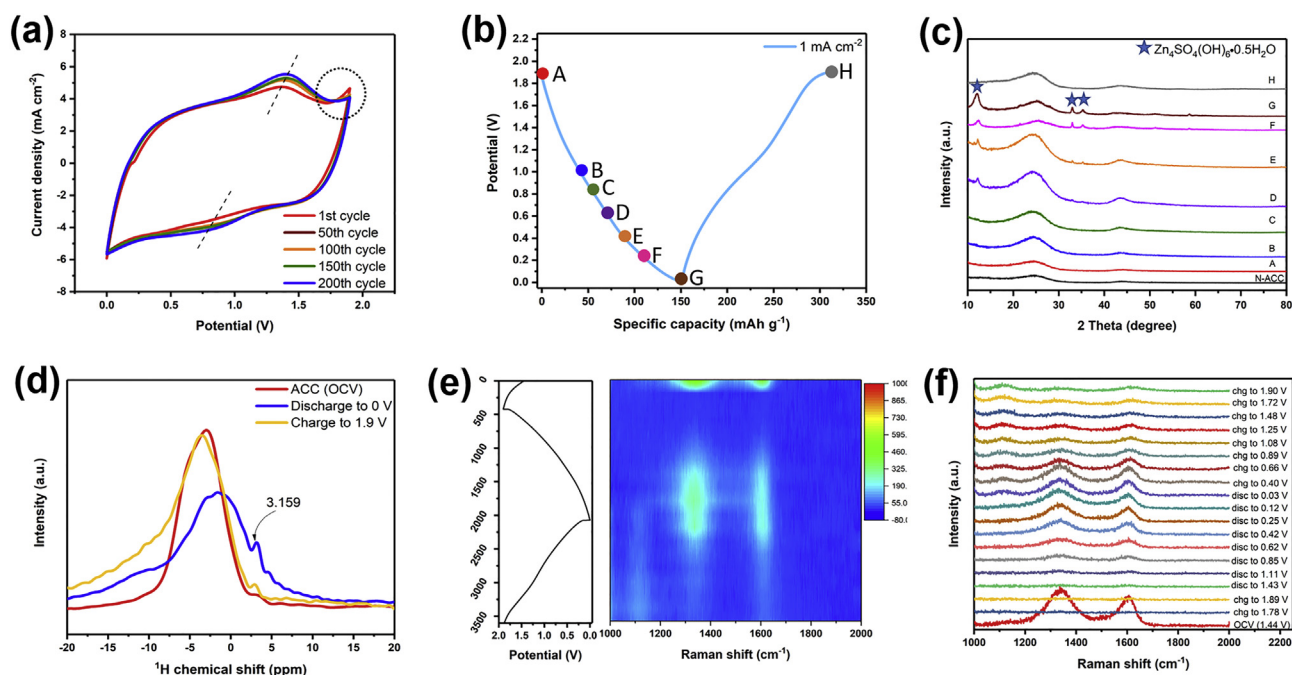 (a)
Current density (mA cm-2)
8
6
4
2
0
-2
-4
-6
-8
1st cycle
50th cycle
100th cycle
150th cycle
200th cycle
0.0 0.5 1.0 1.5 2.0
Potential (V)
(b)
Potential (V)
2.2
2.0
1.8
1.6
1.4
1.2
1.0
0.8
0.6
0.4
0.2
0.0
1 mA cm-2
A
B
C
D
E
F
G
H
0 50 100 150 200 250 300 350
Specific capacity (mAh g-1)
(c)
Intensity (a.u.)
Zn4SO4(OH)6•0.5H2O
H
G
F
E
D
C
B
A
N-ACC
10 20 30 40 50 60 70 80
2 Theta (degree)
(d)
Intensity (a.u.)
ACC (OCV)
Discharge to 0 V
Charge to 1.9 V
3.159
-20 -15 -10 -5 0 5 10 15 20
1H chemical shift (ppm)
(e)
0
500
1000
1500
2000
2500
3000
3500
2.0 1.5 1.0 0.5 0.0
Potential (V)
1000 1200 1400 1600 1800 2000
Raman shift (cm-1)
1000
865.0
730.0
595.0
460.0
325.0
190.0
55.00
-80.00
(f)
Intensity (a.u.)
chg to 1.90 V
chg to 1.72 V
chg to 1.48 V
chg to 1.25 V
chg to 1.08 V
chg to 0.89 V
chg to 0.66 V
chg to 0.40 V
disc to 0.03 V
disc to 0.12 V
disc to 0.25 V
disc to 0.42 V
disc to 0.62 V
disc to 0.85 V
disc to 1.11 V
disc to 1.43 V
chg to 1.89 V
chg to 1.78 V
OCV (1.44 V)
1000 1200 1400 1600 1800 2000 2200
Raman shift (cm-1)